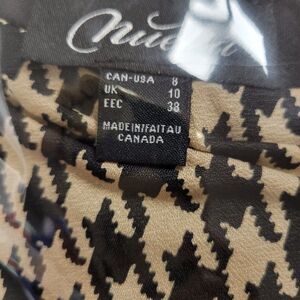 CAN-USA 8
UK 10
EEC 38
MADEIN/FAITAU
CANADA